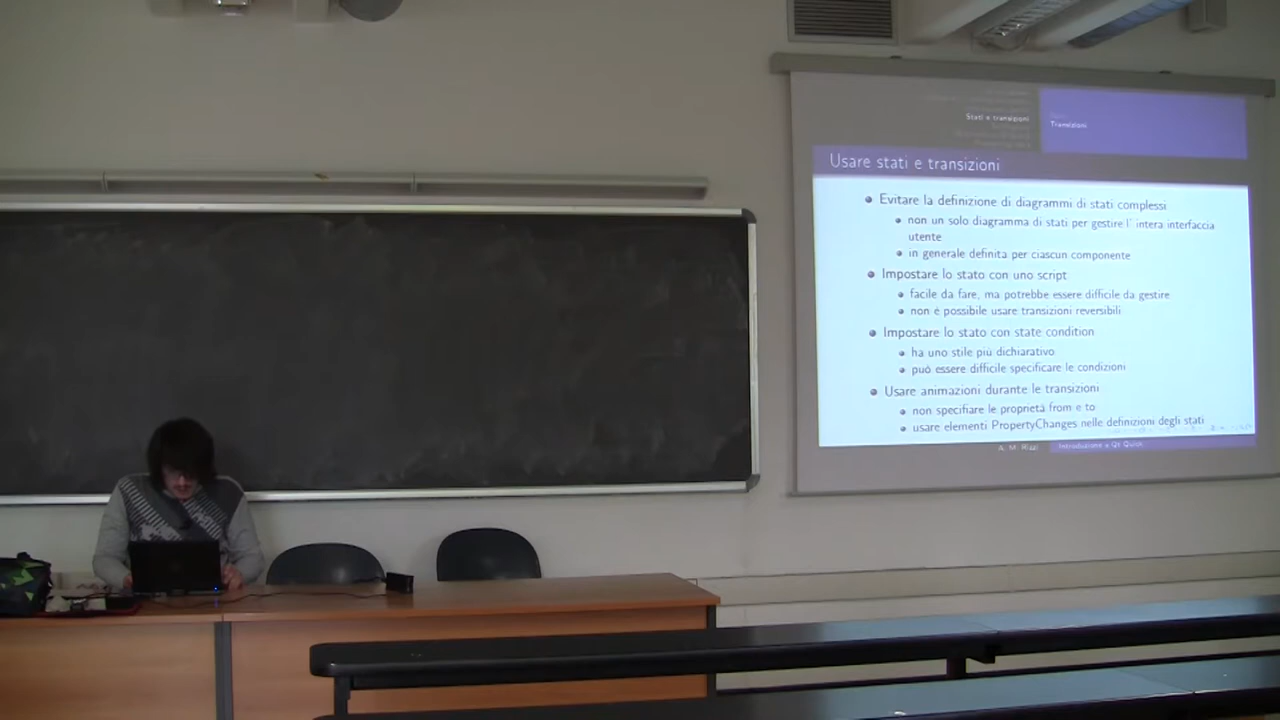 Stati e transizioni
Transizioni
Usare stati e transizioni
Evitare la definizione di diagrammi di stati complessi
non un solo diagramma di stati per gestire l' intera interfaccia
utente
in generale definita per ciascun componente
Impostare lo stato con uno script
facile da fare, ma potrebbe essere difficile da gestire
non è possibile usare transizioni reversibili
Impostare lo stato con state condition
ha uno stile più dichiarativo
può essere difficile specificare le condizioni
Usare animazioni durante le transizioni
non specifiare le proprietà from e to
usare elementi PropertyChanges nelle definizioni degli stati
A. M. Rizzi
Introduzione a Qt Quick